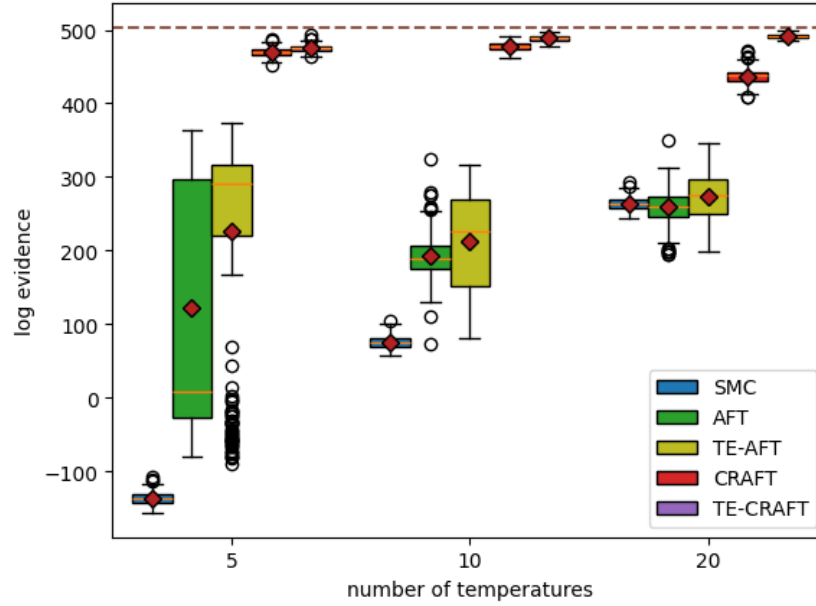 log evidence
500
400
300
200
100
0
−100
5
10
20
number of temperatures
SMC
AFT
TE-AFT
CRAFT
TE-CRAFT